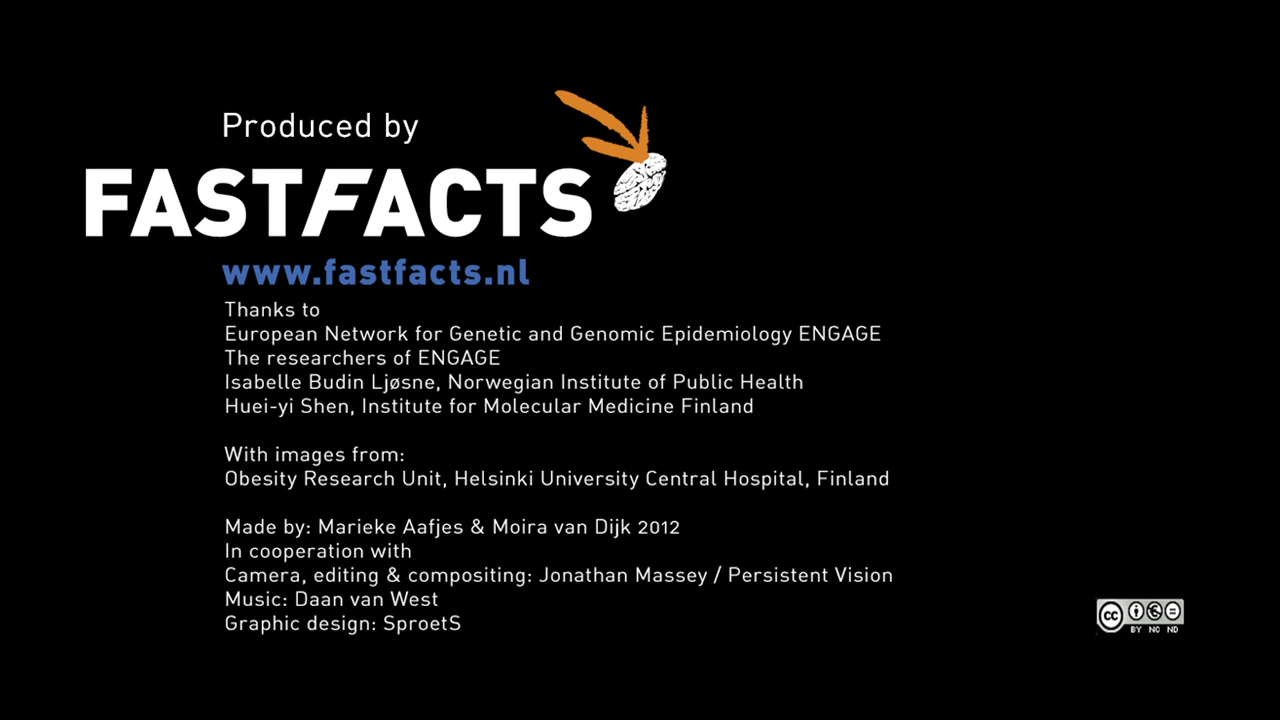 Produced by
FASTFACTS
www.fastfacts.nl
Thanks to
European Network for Genetic and Genomic Epidemiology ENGAGE
The researchers of ENGAGE
Isabelle Budin Ljøsne, Norwegian Institute of Public Health
Huei-yi Shen, Institute for Molecular Medicine Finland
With images from:
Obesity Research Unit, Helsinki University Central Hospital, Finland
Made by: Marieke Aafjes & Moira van Dijk 2012
In cooperation with
Camera, editing & compositing: Jonathan Massey / Persistent Vision
Music: Daan van West
Graphic design: SproetS
cc
BY NC ND